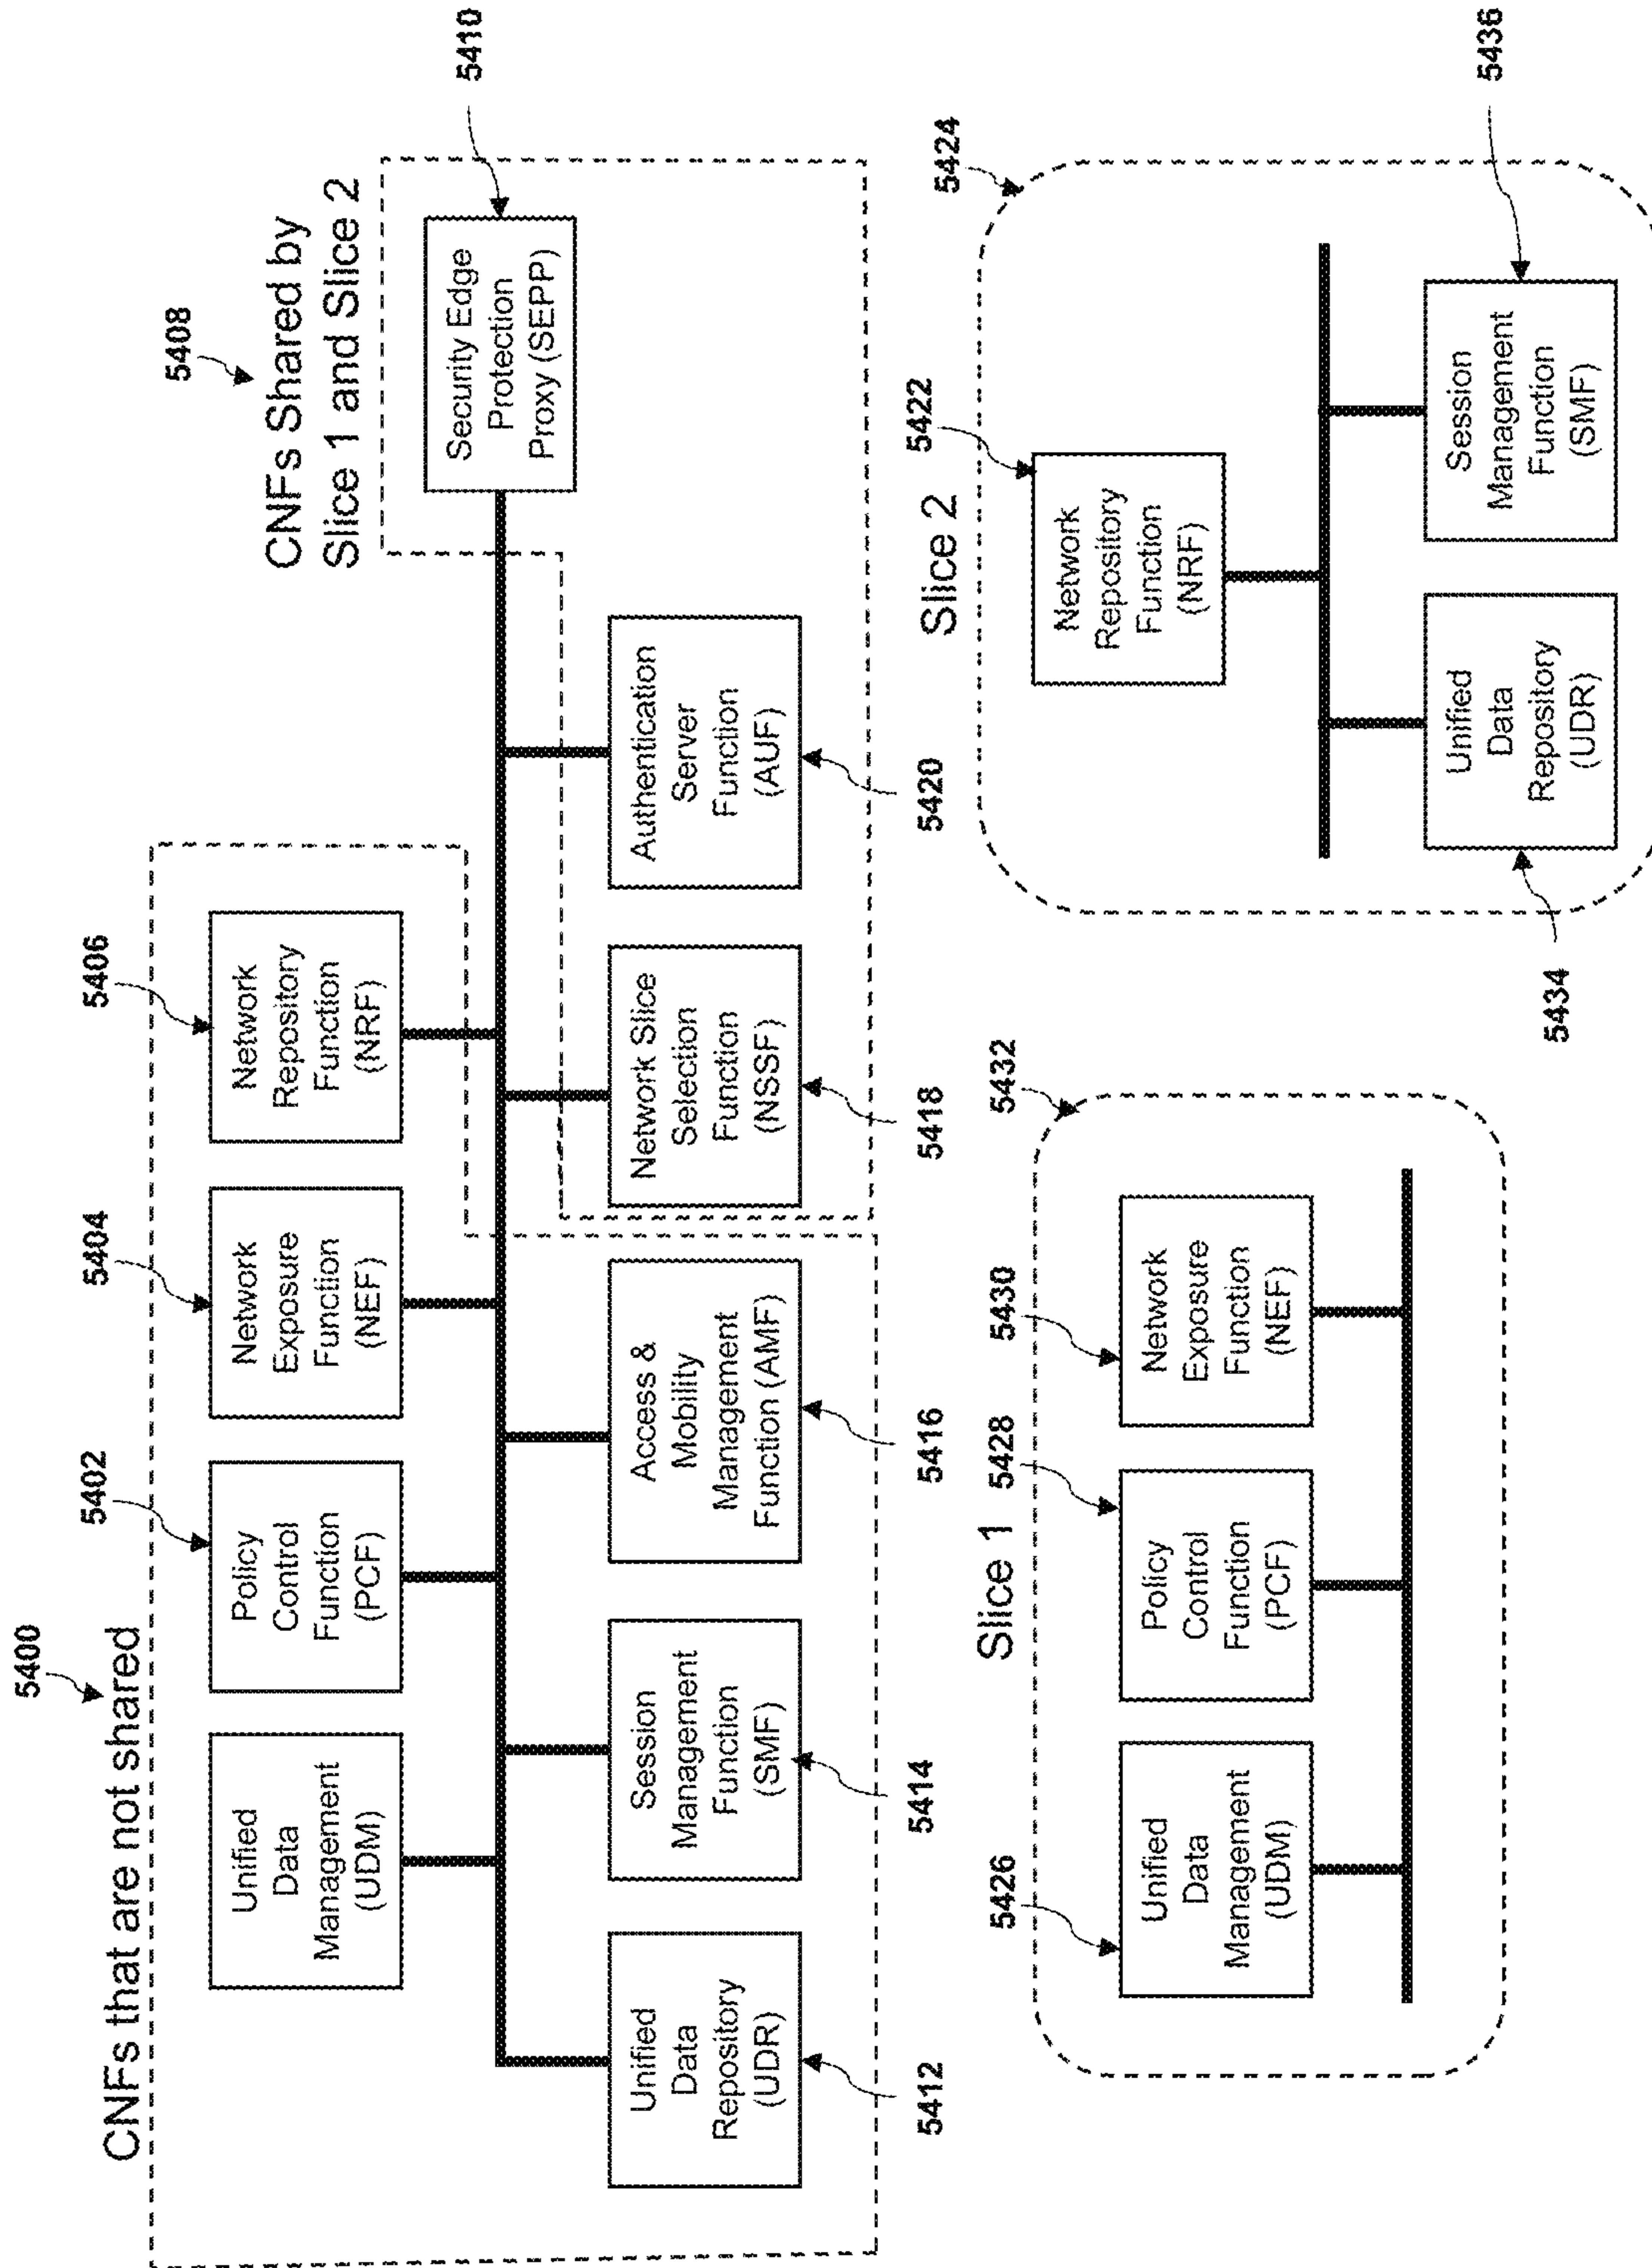 5400
CNFs that are not shared
Unified
Data
Management
(UDM)
5402
Policy
Control
Function
(PCF)
5404
Network
Exposure
Function
(NEF)
5406
Network
Repository
Function
(NRF)
5408
CNFs Shared by
Slice 1 and Slice 2
Security Edge
Protection
Proxy (SEPP)
5410
Unified
Data
Repository
(UDR)
5412
Session
Management
Function
(SMF)
5414
Access &
Mobility
Management
Function (AMF)
5416
Network Slice
Selection
Function
(NSSF)
5418
Authentication
Server
Function
(AUF)
5420
Slice 1
5432
5426
Unified
Data
Management
(UDM)
5428
Policy
Control
Function
(PCF)
5430
Network
Exposure
Function
(NEF)
Slice 2
5424
5422
Network
Repository
Function
(NRF)
Unified
Data
Repository
(UDR)
5434
Session
Management
Function
(SMF)
5436